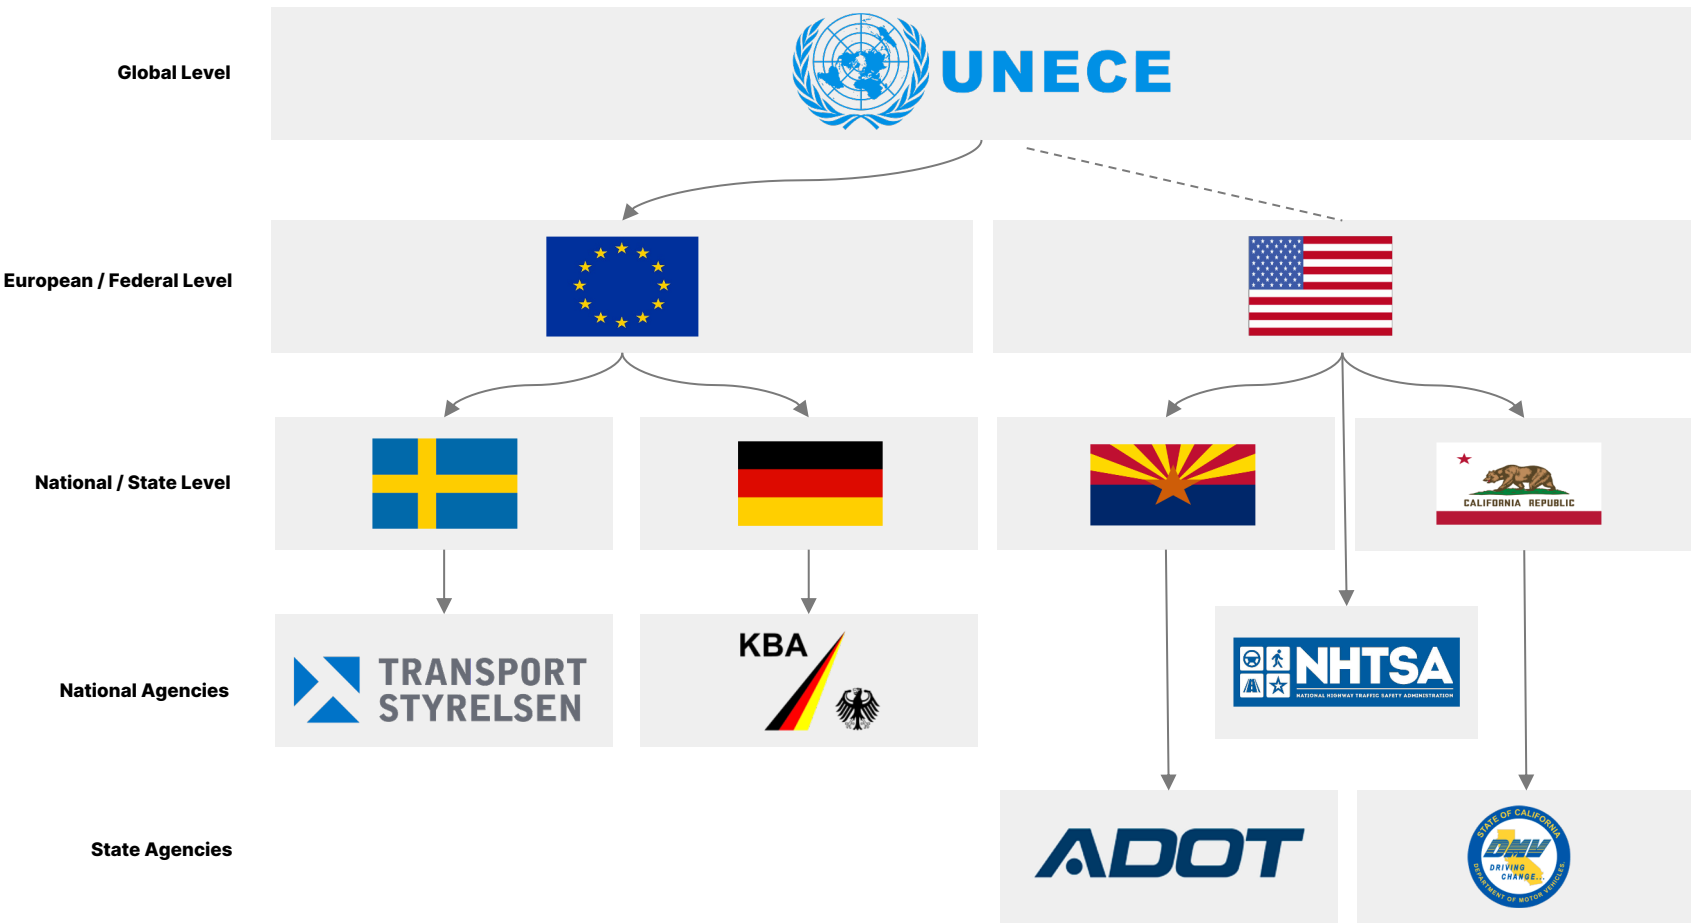 Global Level
UNECE
European / Federal Level
National / State Level
CALIFORNIA REPUBLIC
National Agencies
TRANSPORT
STYRELSEN
KBA
NHTSA
NATIONAL HIGHWAY TRAFFIC SAFETY ADMINISTRATION
State Agencies
ADOT
STATE OF CALIFORNIA
DMV
DRIVING
CHANGE...
DEPARTMENT OF MOTOR VEHICLES